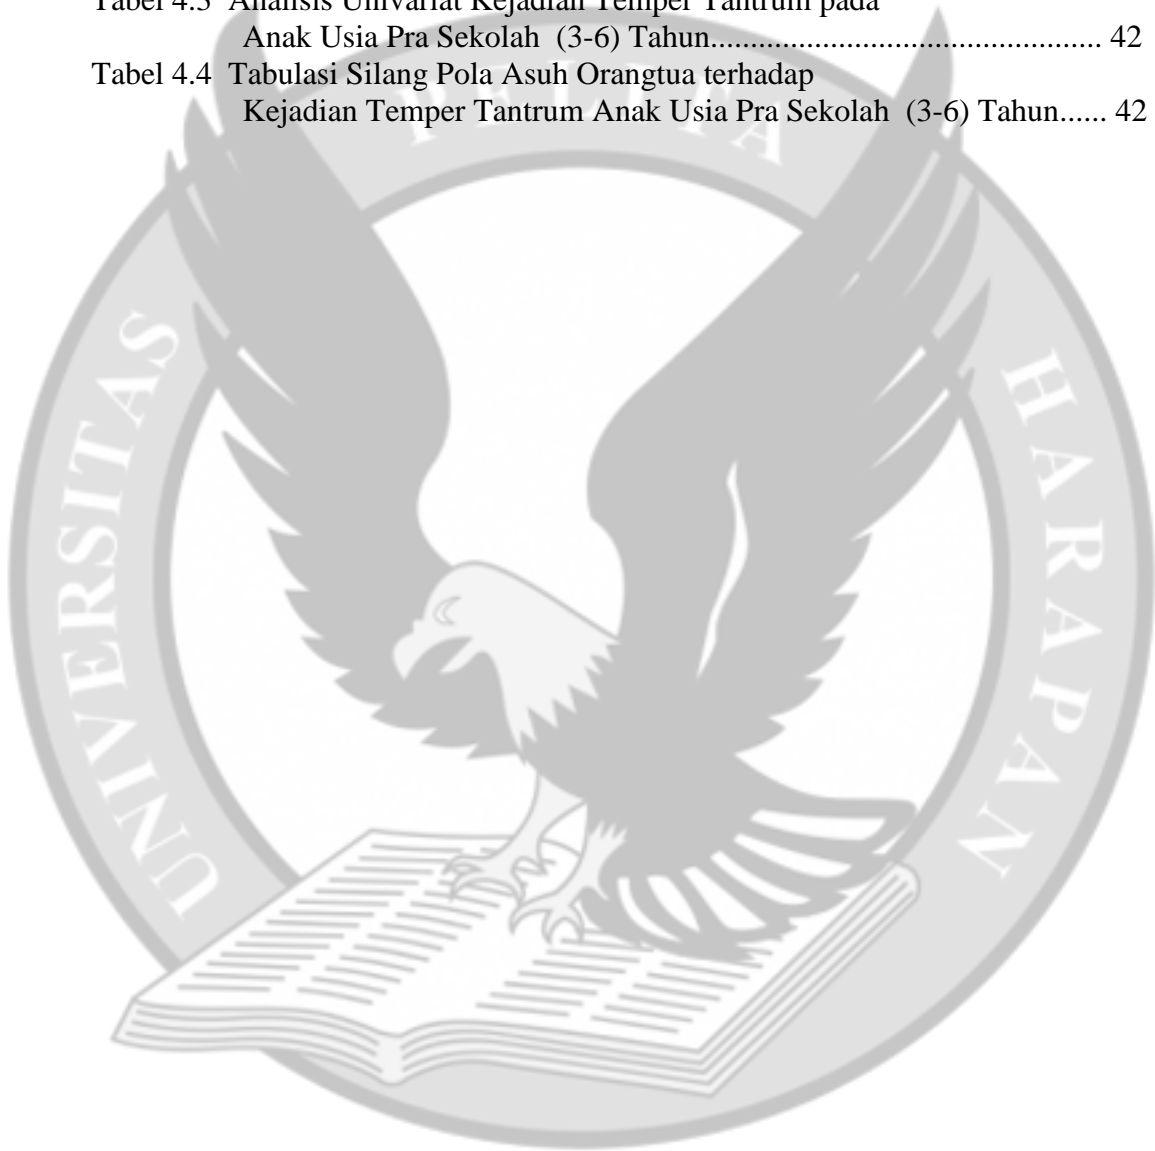 Tabel 4.3 Analisis Univariat Kejadian Temper Tantrum pada
Anak Usia Pra Sekolah (3-6) Tahun................................................ 42
Tabel 4.4 Tabulasi Silang Pola Asuh Orangtua terhadap
Kejadian Temper Tantrum Anak Usia Pra Sekolah (3-6) Tahun...... 42
UNIVERSITAS
PELITA
HARAPAN